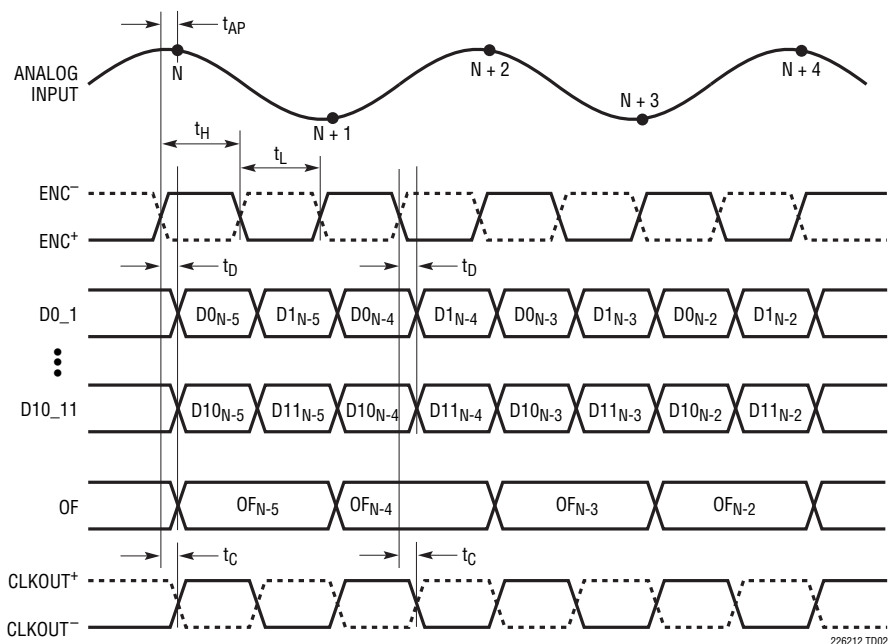 t_AP
ANALOG
INPUT
N
N + 1
N + 2
N + 3
N + 4
t_H
t_L
ENC⁻
ENC⁺
t_D
t_D
D0_1
D0_N-5
D1_N-5
D0_N-4
D1_N-4
D0_N-3
D1_N-3
D0_N-2
D1_N-2
D10_11
D10_N-5
D11_N-5
D10_N-4
D11_N-4
D10_N-3
D11_N-3
D10_N-2
D11_N-2
OF
OF_N-5
OF_N-4
OF_N-3
OF_N-2
t_C
t_C
CLKOUT⁺
CLKOUT⁻
226212 TD02